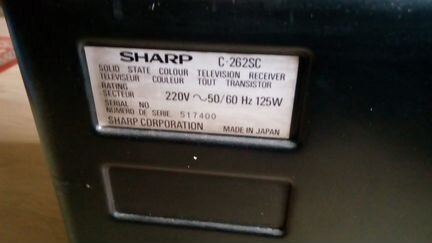 SHARP C-262SC
SOLID STATE COLOUR TELEVISION RECEIVER
TELEVISEUR COULEUR TOUT TRANSISTOR
RATING
SECTEUR 220V ~50/60 Hz 125W
SERIAL NO.
NUMERO DE SERIE. 517400
SHARP CORPORATION MADE IN JAPAN